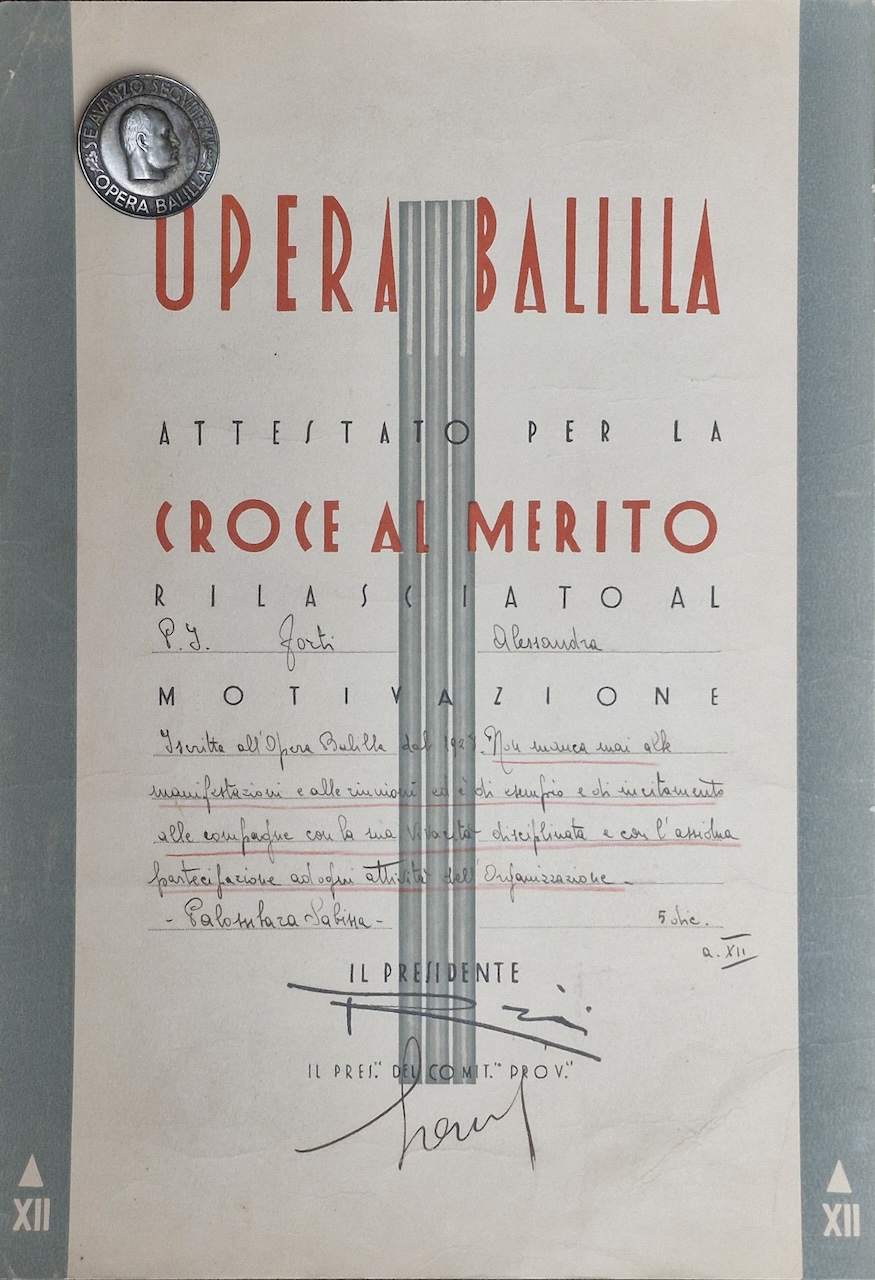 SE AVANZO SEGVITEMI
OPERA BALILLA
OPERA BALILLA
ATTESTATO PER LA
CROCE AL MERITO
RILASCIATO AL
P.I. Forti Alessandra
MOTIVAZIONE
Iscritta all'Opera Balilla dal 1927. Non manca mai alle
manifestazioni e alle riunioni ed è di esempio e di incitamento
alle compagne con la sua vivacità disciplinata e con l'assidua
partecipazione ad ogni attività dell'Organizzazione.
- Palombara Sabina - 5 dic.
a. XII
IL PRESIDENTE
IL PRES.TE DEL COMIT.TO PROV.LE
XII
XII